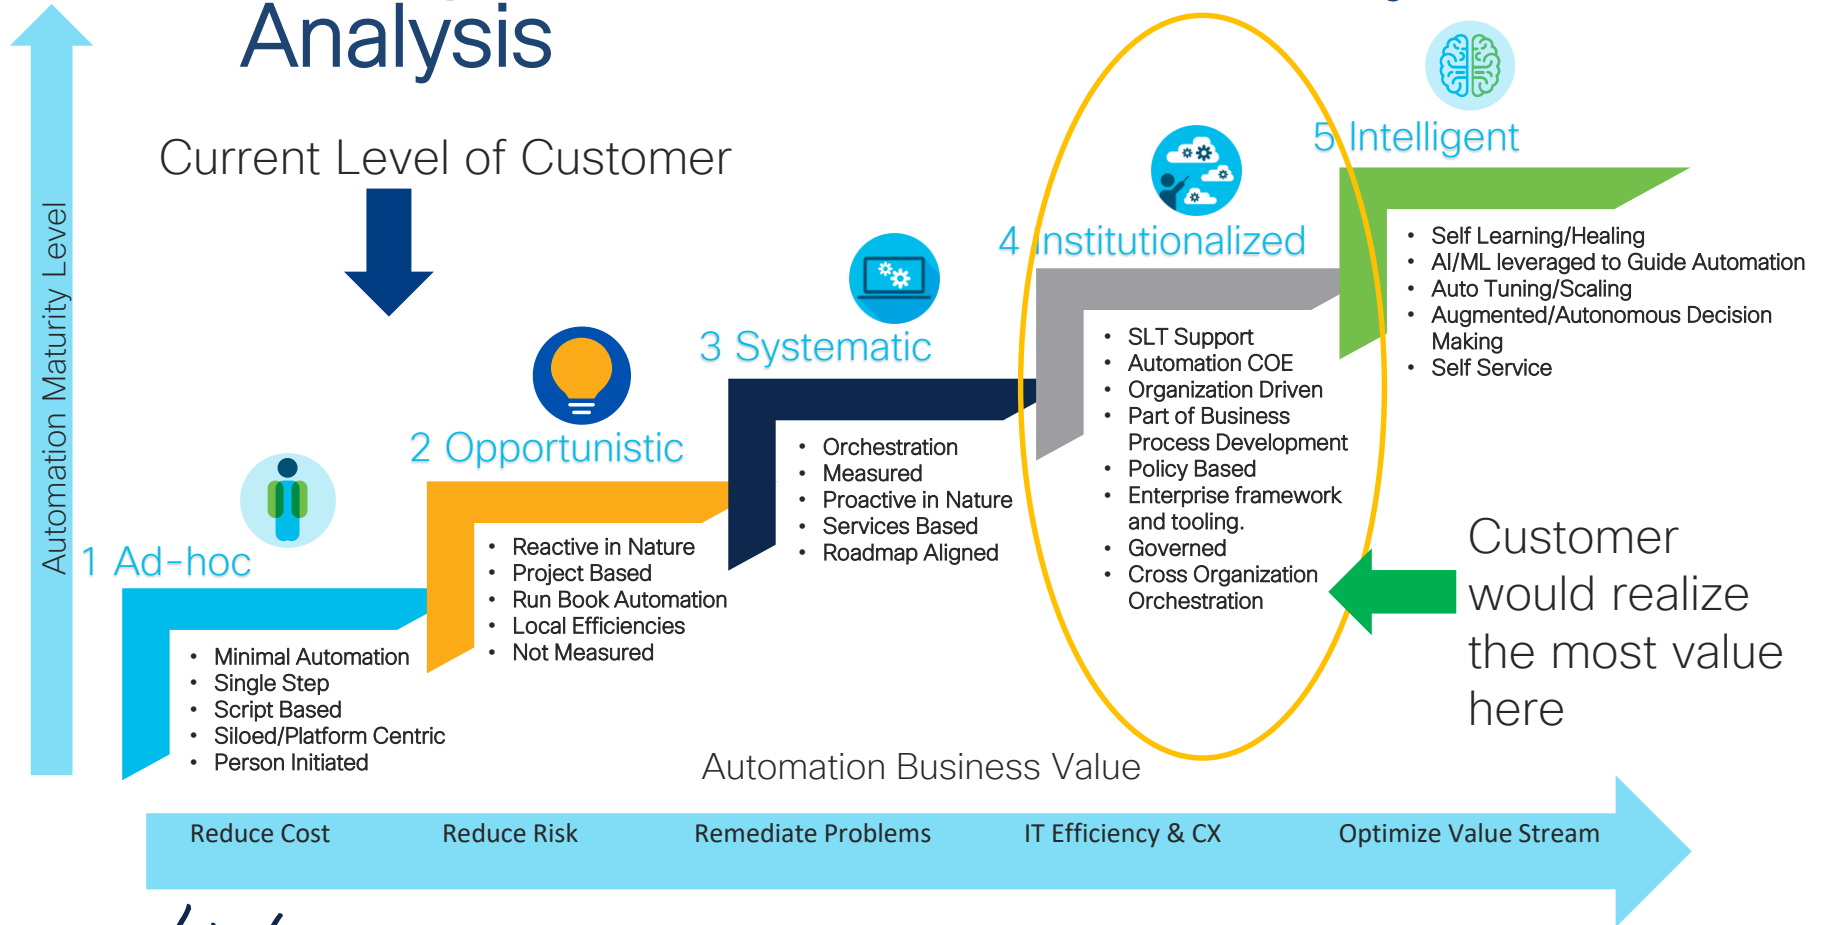 Analysis
Current Level of Customer
Automation Maturity Level
1 Ad-hoc
• Minimal Automation
• Single Step
• Script Based
• Siloed/Platform Centric
• Person Initiated
2 Opportunistic
• Reactive in Nature
• Project Based
• Run Book Automation
• Local Efficiencies
• Not Measured
3 Systematic
• Orchestration
• Measured
• Proactive in Nature
• Services Based
• Roadmap Aligned
4 Institutionalized
• SLT Support
• Automation COE
• Organization Driven
• Part of Business
Process Development
• Policy Based
• Enterprise framework
and tooling.
• Governed
• Cross Organization
Orchestration
5 Intelligent
• Self Learning/Healing
• AI/ML leveraged to Guide Automation
• Auto Tuning/Scaling
• Augmented/Autonomous Decision
Making
• Self Service
Customer
would realize
the most value
here
Automation Business Value
Reduce Cost
Reduce Risk
Remediate Problems
IT Efficiency & CX
Optimize Value Stream